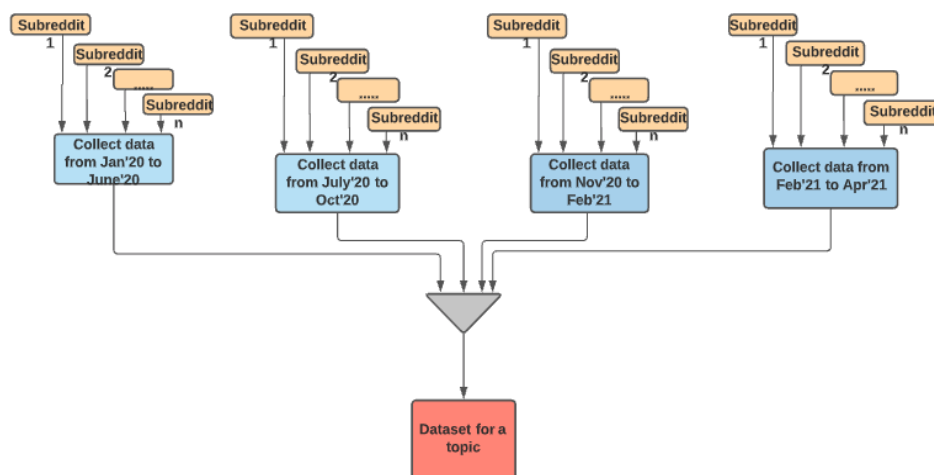 Subreddit
1
Subreddit
2
.....
Subreddit
n
Collect data
from Jan'20 to
June'20
Subreddit
1
Subreddit
2
.....
Subreddit
n
Collect data
from July'20 to
Oct'20
Subreddit
1
Subreddit
2
.....
Subreddit
n
Collect data
from Nov'20 to
Feb'21
Subreddit
1
Subreddit
2
.....
Subreddit
n
Collect data from
Feb'21 to Apr'21
Dataset for a
topic